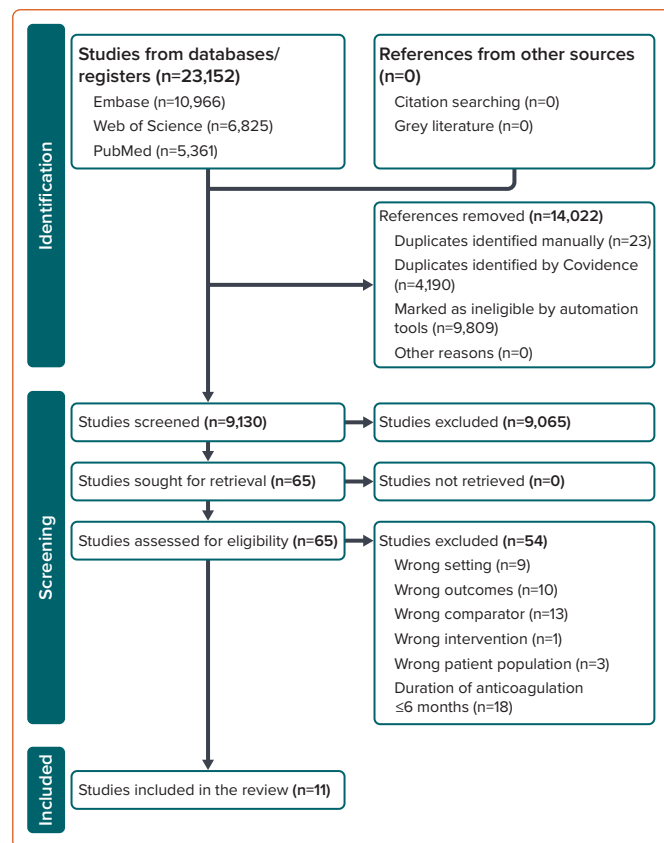 Identification
Studies from databases/
registers (n=23,152)
Embase (n=10,966)
Web of Science (n=6,825)
PubMed (n=5,361)
References from other sources
(n=0)
Citation searching (n=0)
Grey literature (n=0)
References removed (n=14,022)
Duplicates identified manually (n=23)
Duplicates identified by Covidence
(n=4,190)
Marked as ineligible by automation
tools (n=9,809)
Other reasons (n=0)
Screening
Studies screened (n=9,130)
Studies excluded (n=9,065)
Studies sought for retrieval (n=65)
Studies not retrieved (n=0)
Studies assessed for eligibility (n=65)
Studies excluded (n=54)
Wrong setting (n=9)
Wrong outcomes (n=10)
Wrong comparator (n=13)
Wrong intervention (n=1)
Wrong patient population (n=3)
Duration of anticoagulation
≤6 months (n=18)
Included
Studies included in the review (n=11)